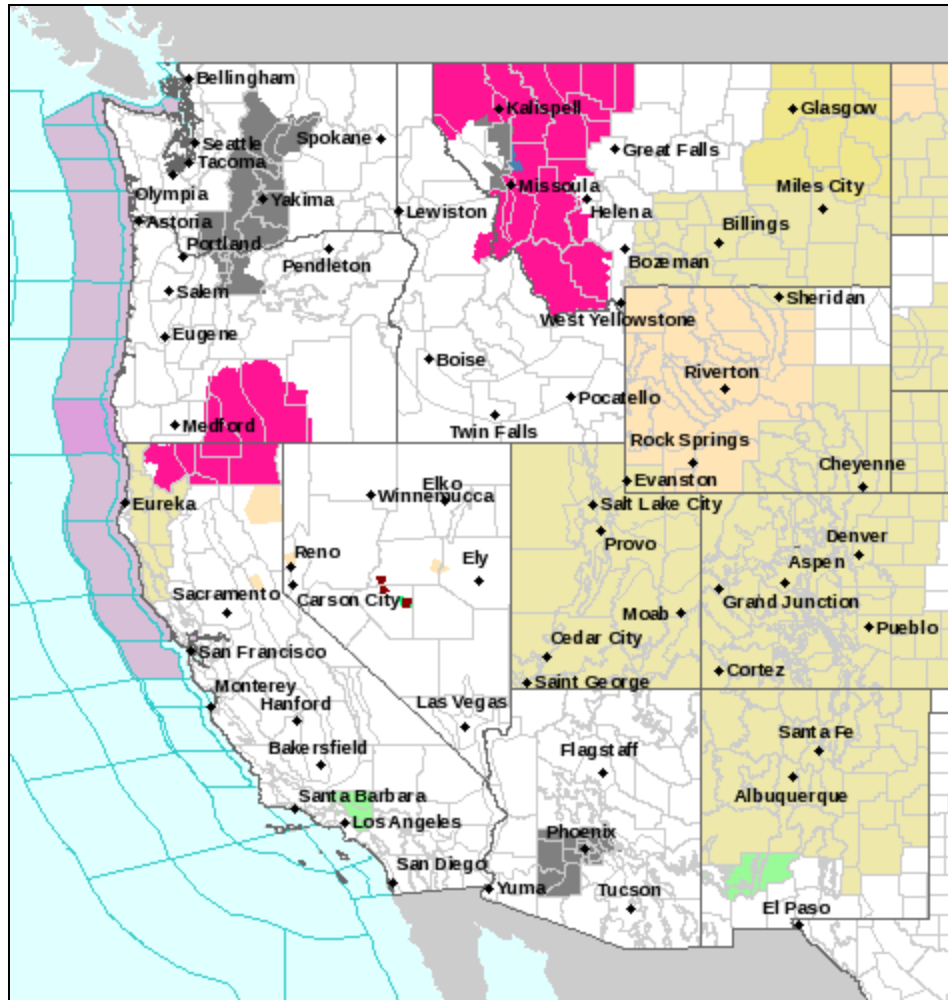 Bellingham
Kalispell
Glasgow
Spokane
Seattle
Great Falls
Tacoma
Missoula
Miles City
Olympia
Yakima
Helena
Lewiston
Astoria
Billings
Portland
Pendleton
Bozeman
Salem
Sheridan
West Yellowstone
Eugene
Boise
Riverton
Pocatello
Medford
Twin Falls
Rock Springs
Cheyenne
Elko
Evanston
Winnemucca
Eureka
Salt Lake City
Denver
Provo
Reno
Ely
Aspen
Sacramento
Carson City
Grand Junction
Moab
Pueblo
Cedar City
San Francisco
Cortez
Saint George
Monterey
Hanford
Las Vegas
Santa Fe
Bakersfield
Flagstaff
Santa Barbara
Albuquerque
Los Angeles
Phoenix
San Diego
Yuma
Tucson
El Paso